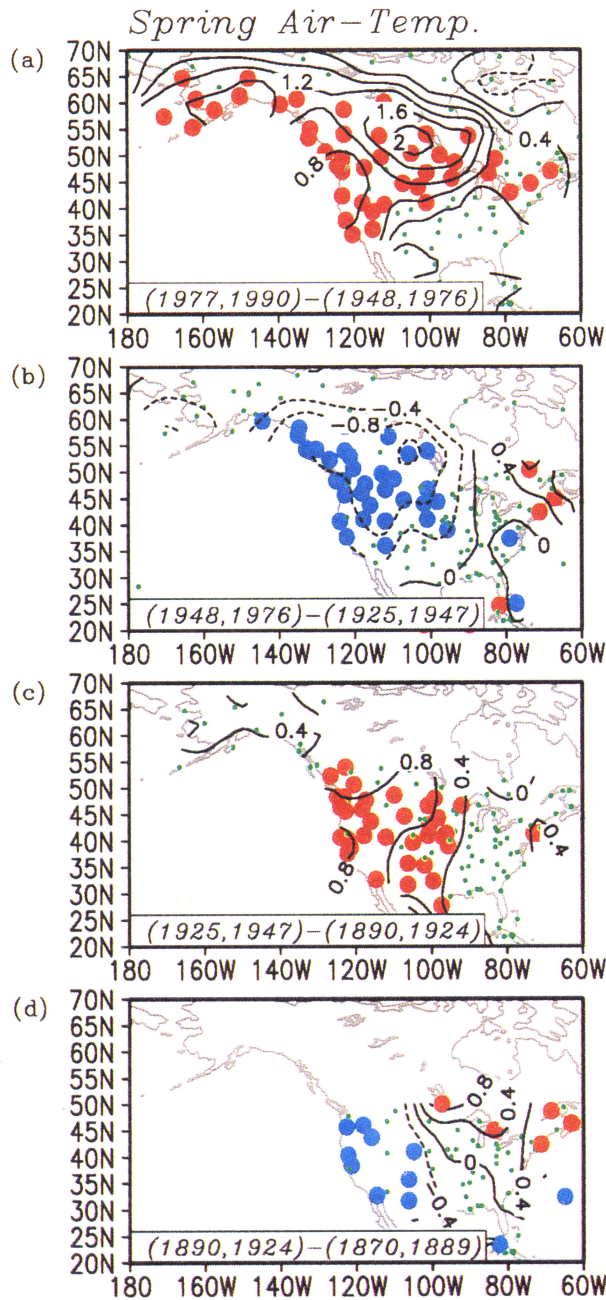 Spring Air-Temp.
(a)
70N
65N
60N
55N
50N
45N
40N
35N
30N
25N
20N
1.2
1.6
2
0.4
0.8
(1977,1990)-(1948,1976)
180 160W 140W 120W 100W 80W 60W
(b)
70N
65N
60N
55N
50N
45N
40N
35N
30N
25N
20N
-0.4
-0.8
0.4
0
0
(1948,1976)-(1925,1947)
180 160W 140W 120W 100W 80W 60W
(c)
70N
65N
60N
55N
50N
45N
40N
35N
30N
25N
20N
0.4
0.8
0.4
0
0.4
0.8
(1925,1947)-(1890,1924)
180 160W 140W 120W 100W 80W 60W
(d)
70N
65N
60N
55N
50N
45N
40N
35N
30N
25N
20N
0.8
0.4
0
0.4
-0.4
(1890,1924)-(1870,1889)
180 160W 140W 120W 100W 80W 60W